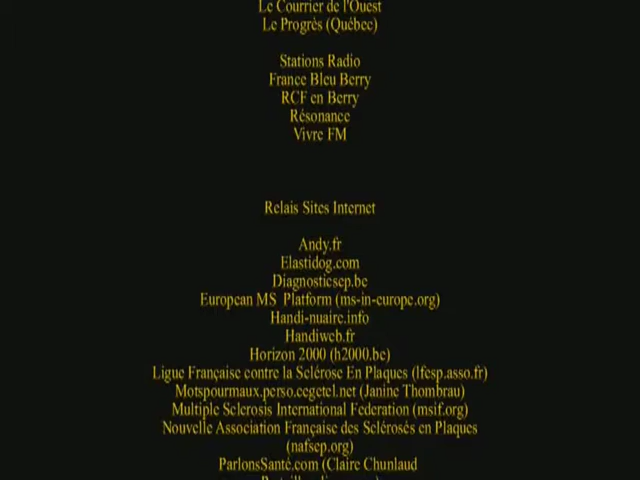 Le Courrier de l'Ouest
Le Progrès (Québec)
Stations Radio
France Bleu Berry
RCF en Berry
Résonance
Vivre FM
Relais Sites Internet
Andy.fr
Elastidog.com
Diagnosticsep.be
European MS Platform (ms-in-europe.org)
Handi-nuaire.info
Handiweb.fr
Horizon 2000 (h2000.be)
Ligue Française contre la Sclérose En Plaques (lfsep.asso.fr)
Motspourmaux.perso.cegetel.net (Janine Thombrau)
Multiple Sclerosis International Federation (msif.org)
Nouvelle Association Française des Sclérosés en Plaques
(nafsep.org)
ParlonsSanté.com (Claire Chunlaud